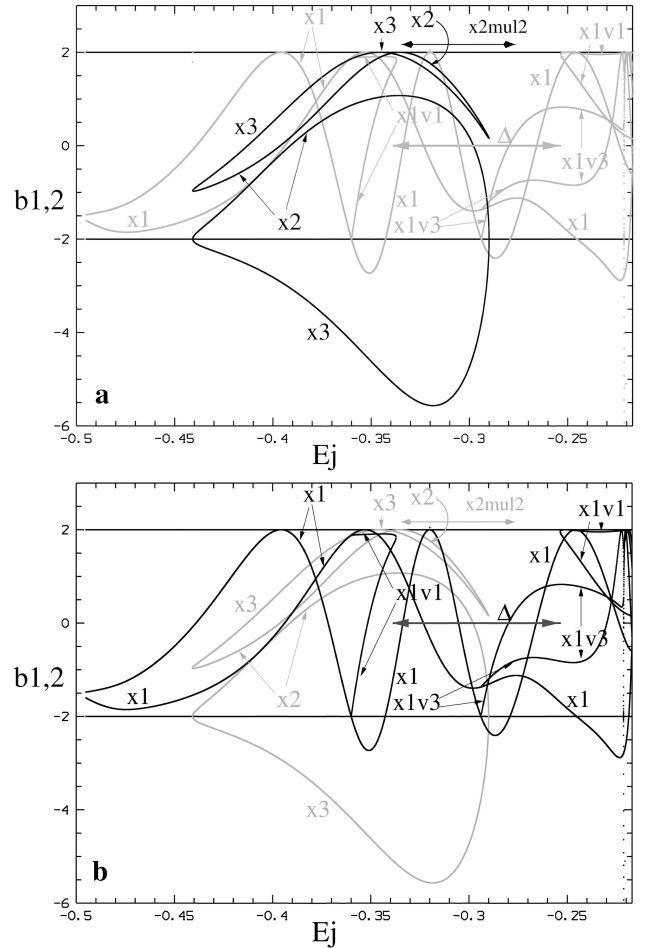 x1
x3
x2
x2mul2
2
x3
x1v1
x1
x1v1
Δ
0
x1v3
b1,2
x1
x2
x1
x1v3
x1
-2
x3
-4
a
-6
-0.5
-0.45
-0.4
-0.35
-0.3
-0.25
Ej
x1
x3
x2
x2mul2
x1v1
2
x3
x1
x1v1
Δ
0
x1v3
b1,2
x1
x2
x1
x1v3
x1
-2
x3
-4
b
-6
-0.5
-0.45
-0.4
-0.35
-0.3
-0.25
Ej